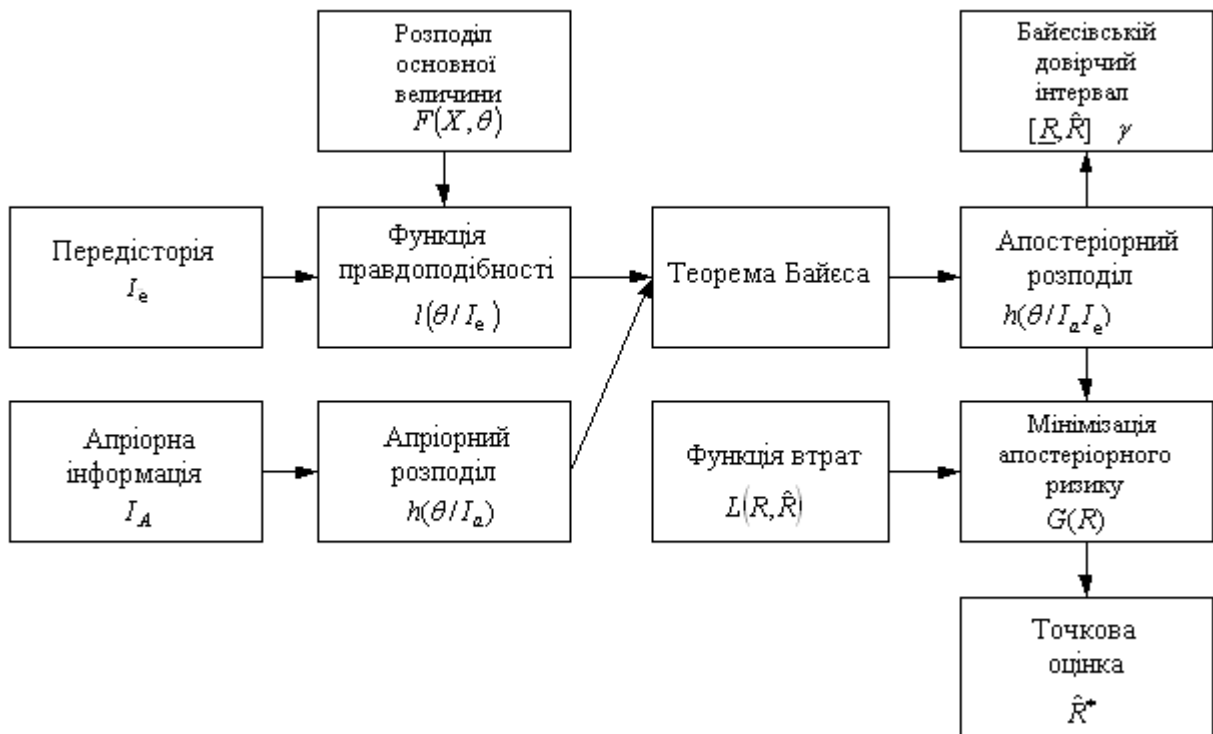 Розподіл
основної
величини
F(X,θ)
Байєсівській
довірчий
інтервал
[R,R̂] γ
Передісторія
Iе
Функція
правдоподібності
l(θ/Iе)
Теорема Байєса
Апостеріорний
розподіл
h(θ/IaIе)
Апріорна
інформація
IA
Апріорний
розподіл
h(θ/Ia)
Функція втрат
L(R,R̂)
Мінімізація
апостеріорного
ризику
G(R)
Точкова
оцінка
R̂*